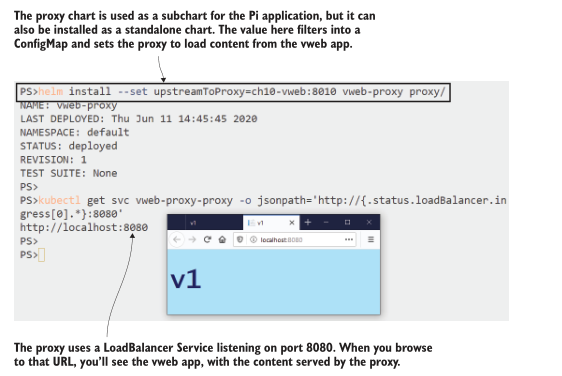 The proxy chart is used as a subchart for the Pi application, but it can
also be installed as a standalone chart. The value here filters into a
ConfigMap and sets the proxy to load content from the vweb app.
PS>helm install --set upstreamToProxy=ch10-vweb:8010 vweb-proxy proxy/
NAME: vweb-proxy
LAST DEPLOYED: Thu Jun 11 14:45:45 2020
NAMESPACE: default
STATUS: deployed
REVISION: 1
TEST SUITE: None
PS>
PS>kubectl get svc vweb-proxy-proxy -o jsonpath='http://{.status.loadBalancer.in
gress[0].*}:8080'
http://localhost:8080
PS>
PS>
v1
v1
localhost:8080
v1
The proxy uses a LoadBalancer Service listening on port 8080. When you browse
to that URL, you'll see the vweb app, with the content served by the proxy.